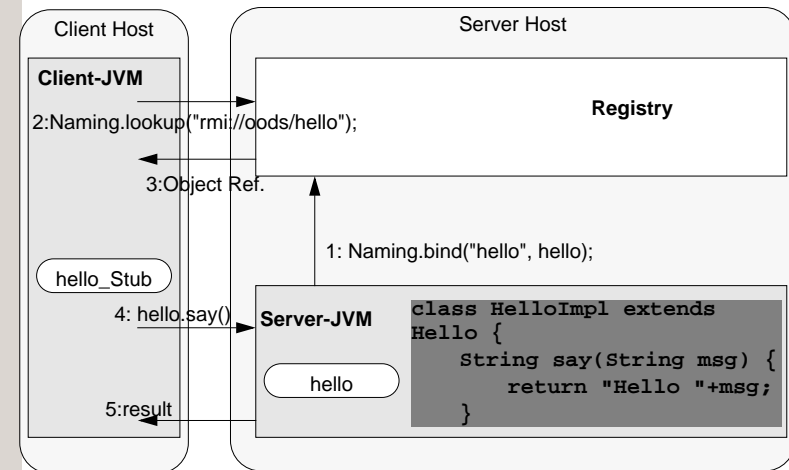 Client Host
Server Host
Client-JVM
Registry
2:Naming.lookup("rmi://oods/hello");
3:Object Ref.
1: Naming.bind("hello", hello);
hello_Stub
4: hello.say()
Server-JVM
class HelloImpl extends
Hello {
String say(String msg) {
return "Hello "+msg;
}
hello
5:result